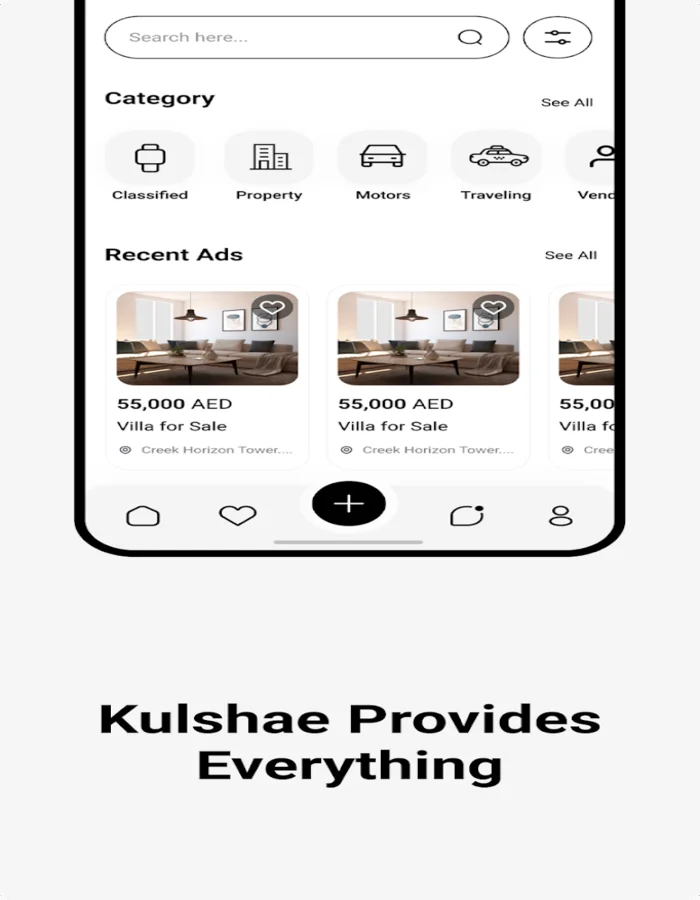 Search here...
Category
See All
Classified
Property
Motors
Traveling
Vend
Recent Ads
See All
55,000 AED
Villa for Sale
Creek Horizon Tower....
55,000 AED
Villa for Sale
Creek Horizon Tower....
55,00
Villa fo
Cree
Kulshae Provides
Everything